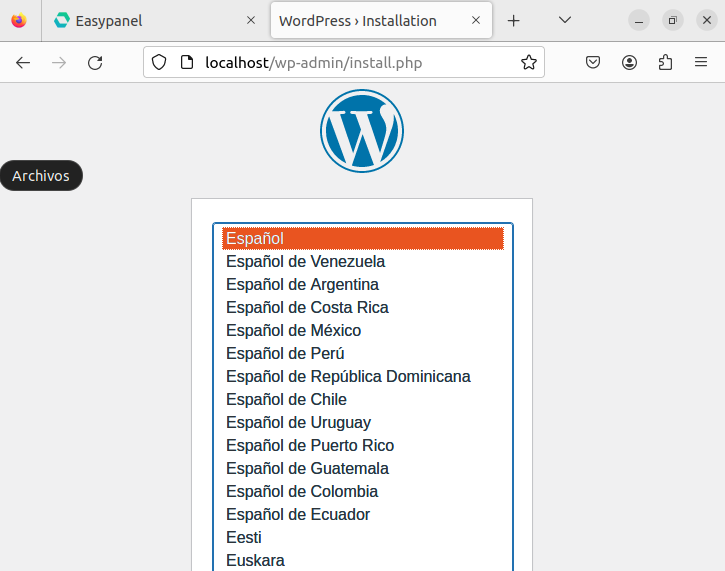 Easypanel
WordPress › Installation
localhost/wp-admin/install.php
Archivos
Español
Español de Venezuela
Español de Argentina
Español de Costa Rica
Español de México
Español de Perú
Español de República Dominicana
Español de Chile
Español de Uruguay
Español de Puerto Rico
Español de Guatemala
Español de Colombia
Español de Ecuador
Eesti
Euskara